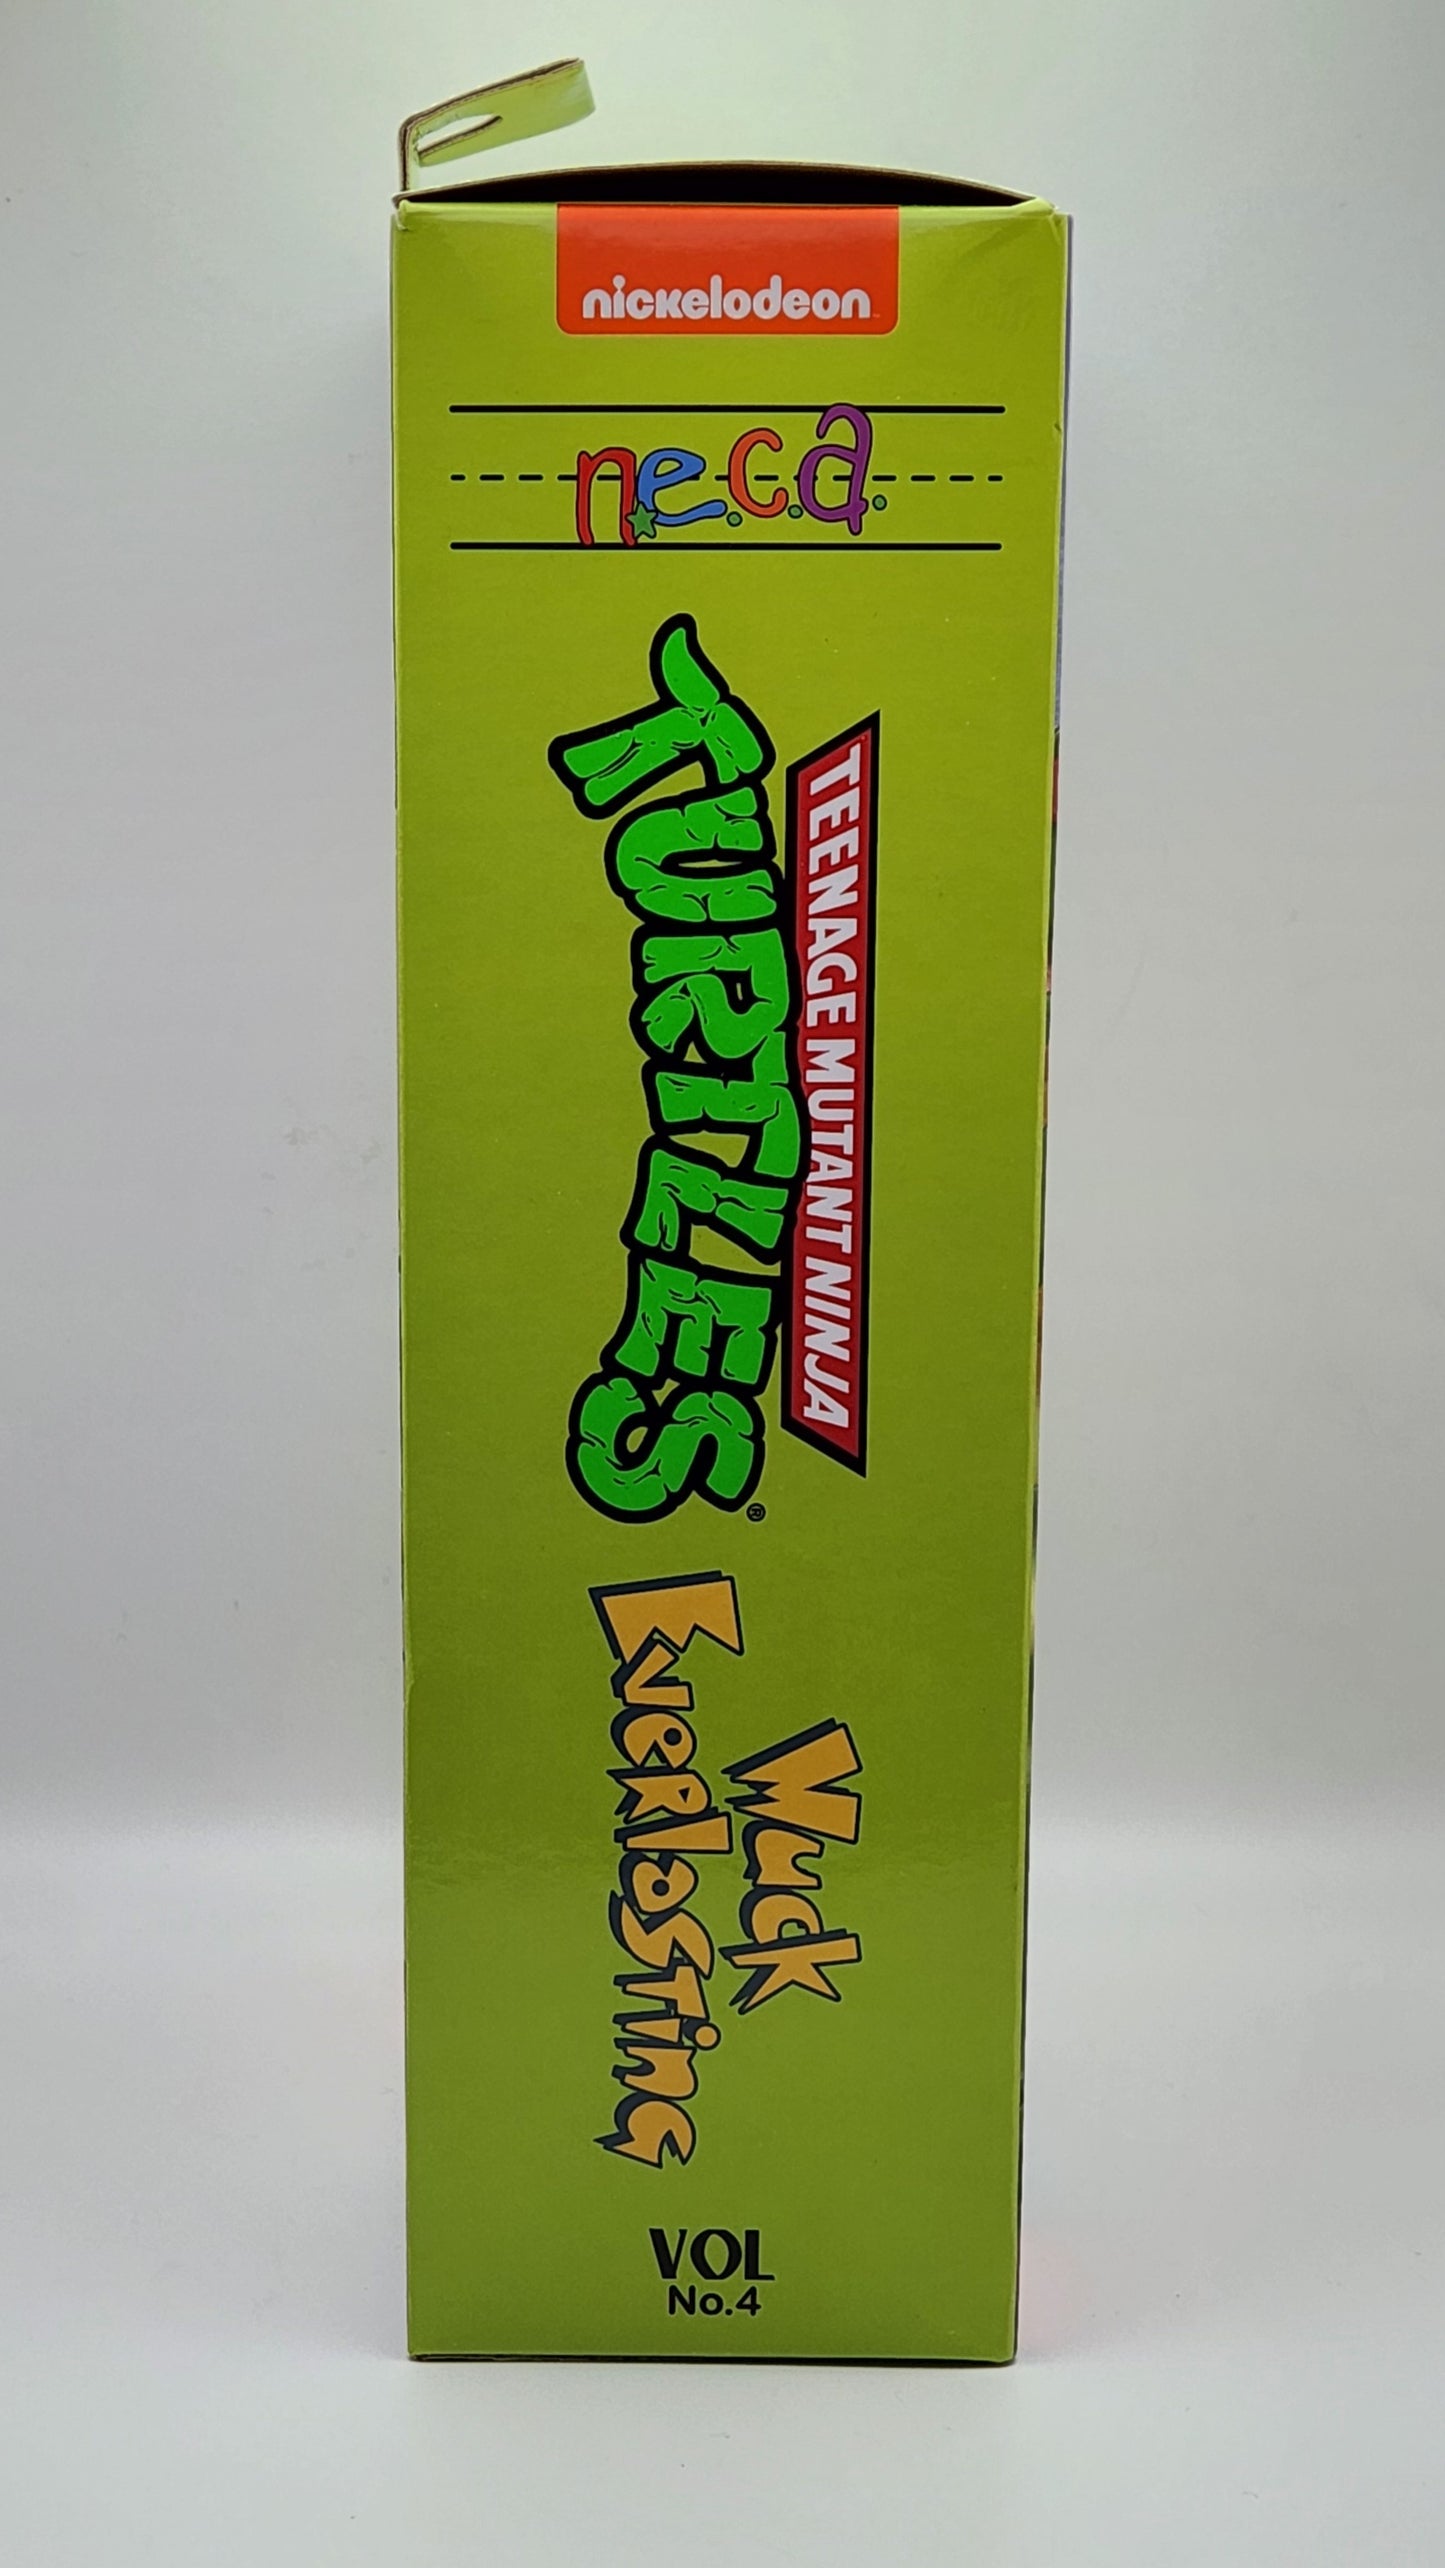 nickelodeon
n.e.c.a.
TEENAGE MUTANT NINJA
TURTLES®
Wuck
Everlasting
VOL
No.4